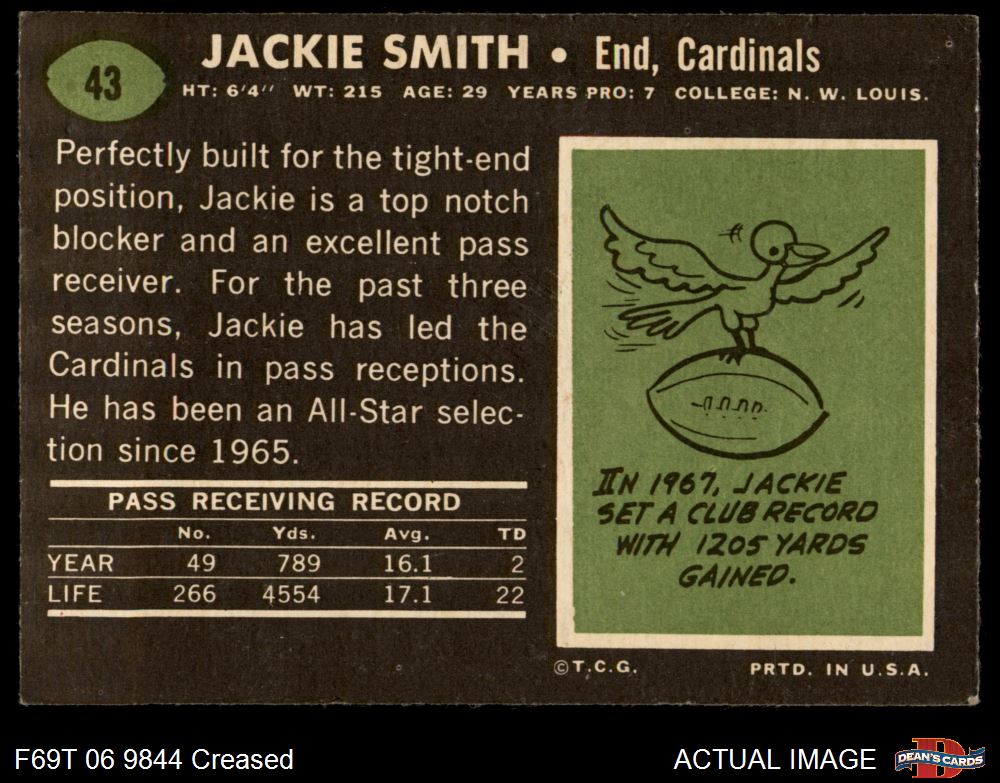 43
JACKIE SMITH • End, Cardinals
HT: 6'4'' WT: 215 AGE: 29 YEARS PRO: 7 COLLEGE: N. W. LOUIS.
Perfectly built for the tight-end
position, Jackie is a top notch
blocker and an excellent pass
receiver. For the past three
seasons, Jackie has led the
Cardinals in pass receptions.
He has been an All-Star selec-
tion since 1965.
PASS RECEIVING RECORD
No. Yds. Avg. TD
YEAR 49 789 16.1 2
LIFE 266 4554 17.1 22
IN 1967, JACKIE
SET A CLUB RECORD
WITH 1205 YARDS
GAINED.
©T.C.G. PRTD. IN U.S.A.
F69T 06 9844 Creased
ACTUAL IMAGE
D
DEAN'S CARDS